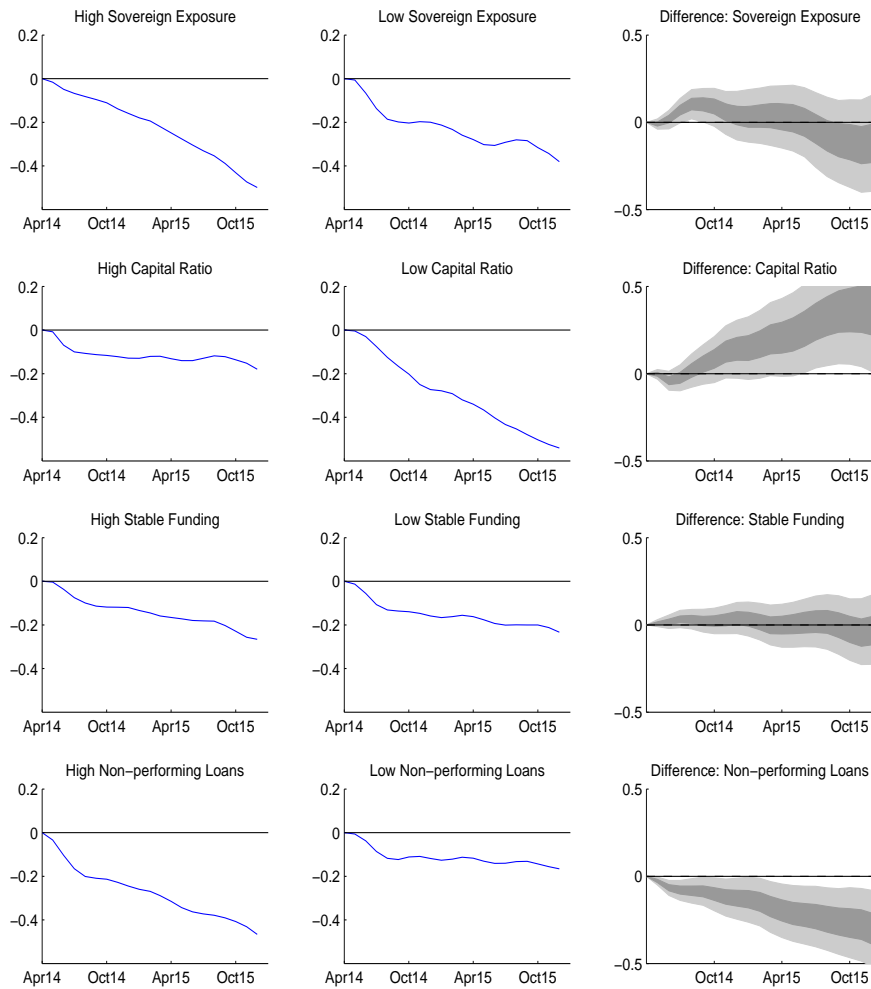 High Sovereign Exposure
0.2
0
−0.2
−0.4
Apr14 Oct14 Apr15 Oct15
Low Sovereign Exposure
0.2
0
−0.2
−0.4
Apr14 Oct14 Apr15 Oct15
Difference: Sovereign Exposure
0.5
0
−0.5
Oct14 Apr15 Oct15
High Capital Ratio
0.2
0
−0.2
−0.4
Apr14 Oct14 Apr15 Oct15
Low Capital Ratio
0.2
0
−0.2
−0.4
Apr14 Oct14 Apr15 Oct15
Difference: Capital Ratio
0.5
0
−0.5
Oct14 Apr15 Oct15
High Stable Funding
0.2
0
−0.2
−0.4
Apr14 Oct14 Apr15 Oct15
Low Stable Funding
0.2
0
−0.2
−0.4
Apr14 Oct14 Apr15 Oct15
Difference: Stable Funding
0.5
0
−0.5
Oct14 Apr15 Oct15
High Non−performing Loans
0.2
0
−0.2
−0.4
Apr14 Oct14 Apr15 Oct15
Low Non−performing Loans
0.2
0
−0.2
−0.4
Apr14 Oct14 Apr15 Oct15
Difference: Non−performing Loans
0.5
0
−0.5
Oct14 Apr15 Oct15